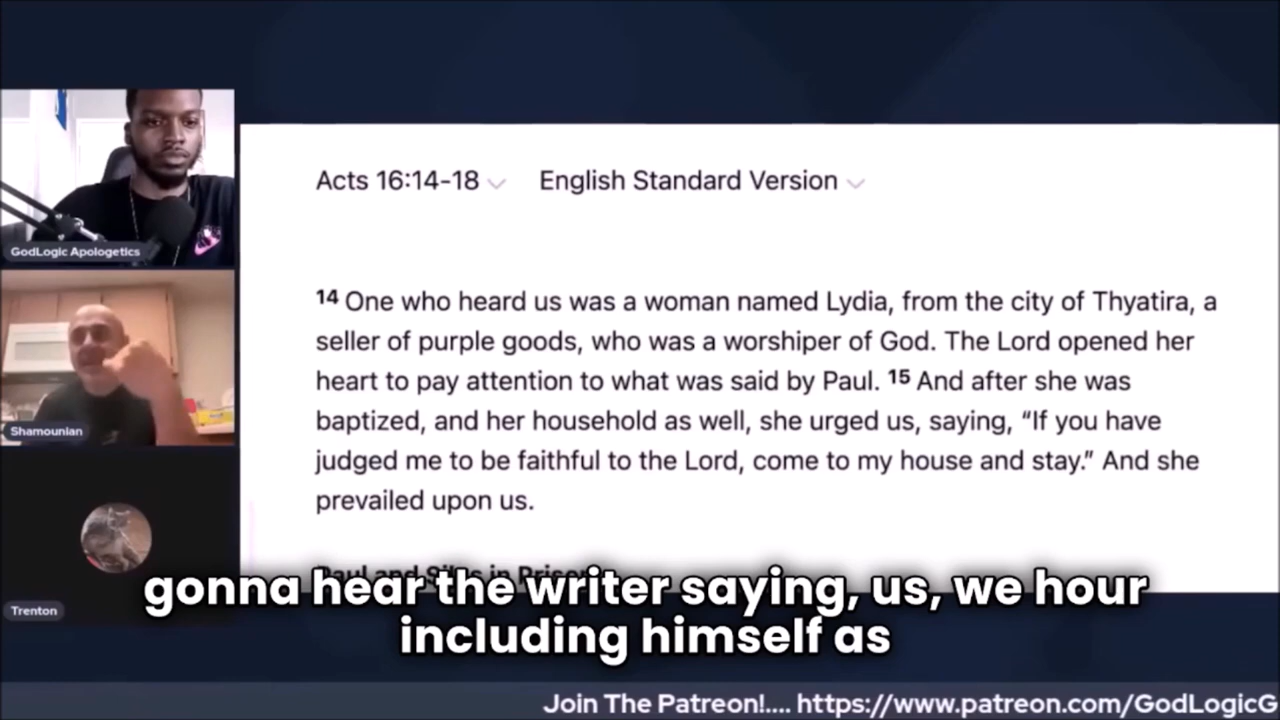 Acts 16:14-18 English Standard Version
14 One who heard us was a woman named Lydia, from the city of Thyatira, a
seller of purple goods, who was a worshiper of God. The Lord opened her
heart to pay attention to what was said by Paul. 15 And after she was
baptized, and her household as well, she urged us, saying, “If you have
judged me to be faithful to the Lord, come to my house and stay.” And she
prevailed upon us.
Paul and Silas in Prison
gonna hear the writer saying, us, we hour
including himself as
GodLogic Apologetics
Shamounian
Trenton
Join The Patreon!.... https://www.patreon.com/GodLogicG